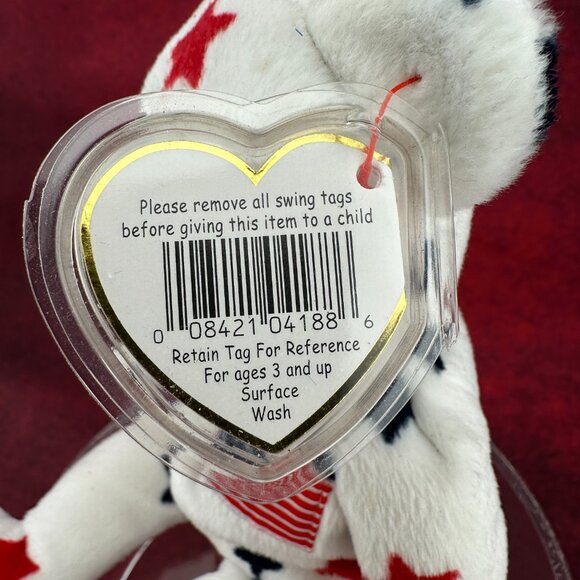 Please remove all swing tags
before giving this item to a child
0 08421 04188 6
Retain Tag For Reference
For ages 3 and up
Surface
Wash